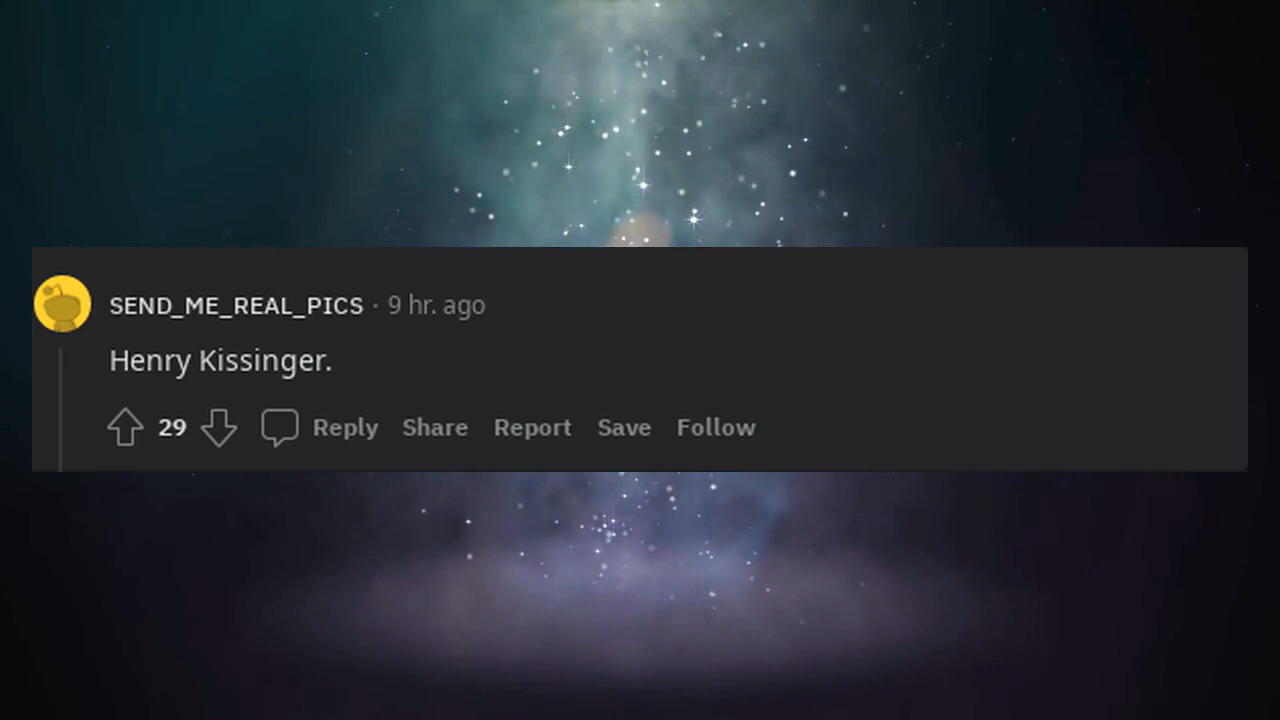 SEND_ME_REAL_PICS · 9 hr. ago
Henry Kissinger.
29 Reply Share Report Save Follow